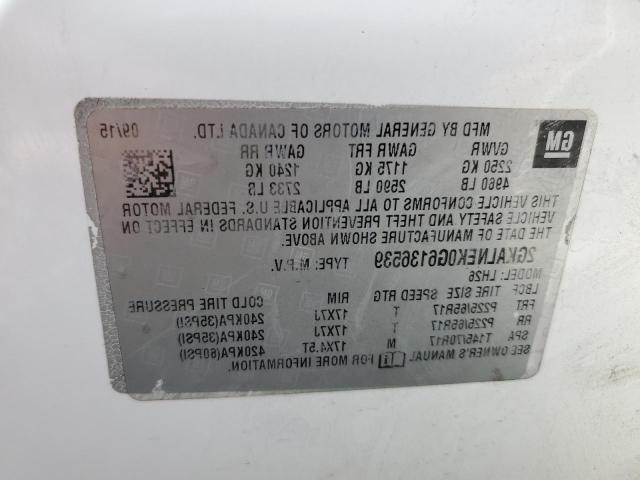 GM MFD BY GENERAL MOTORS OF CANADA LTD. 09/15
GVWR GAWR FRT GAWR RR
2250 KG 1175 KG 1240 KG
4960 LB 2590 LB 2733 LB
THIS VEHICLE CONFORMS TO ALL APPLICABLE U.S. FEDERAL MOTOR
VEHICLE SAFETY AND THEFT PREVENTION STANDARDS IN EFFECT ON
THE DATE OF MANUFACTURE SHOWN ABOVE.
2GKALNEK0G6136539 TYPE: M.P.V.
MODEL: LH26
LBCF TIRE SIZE SPEED RTG RIM COLD TIRE PRESSURE
FRT P225/65R17 T 17X7J 240KPA(35PSI)
RR P225/65R17 T 17X7J 240KPA(35PSI)
SPA T145/70R17 M 17X4.5T 420KPA(60PSI)
SEE OWNER'S MANUAL FOR MORE INFORMATION.